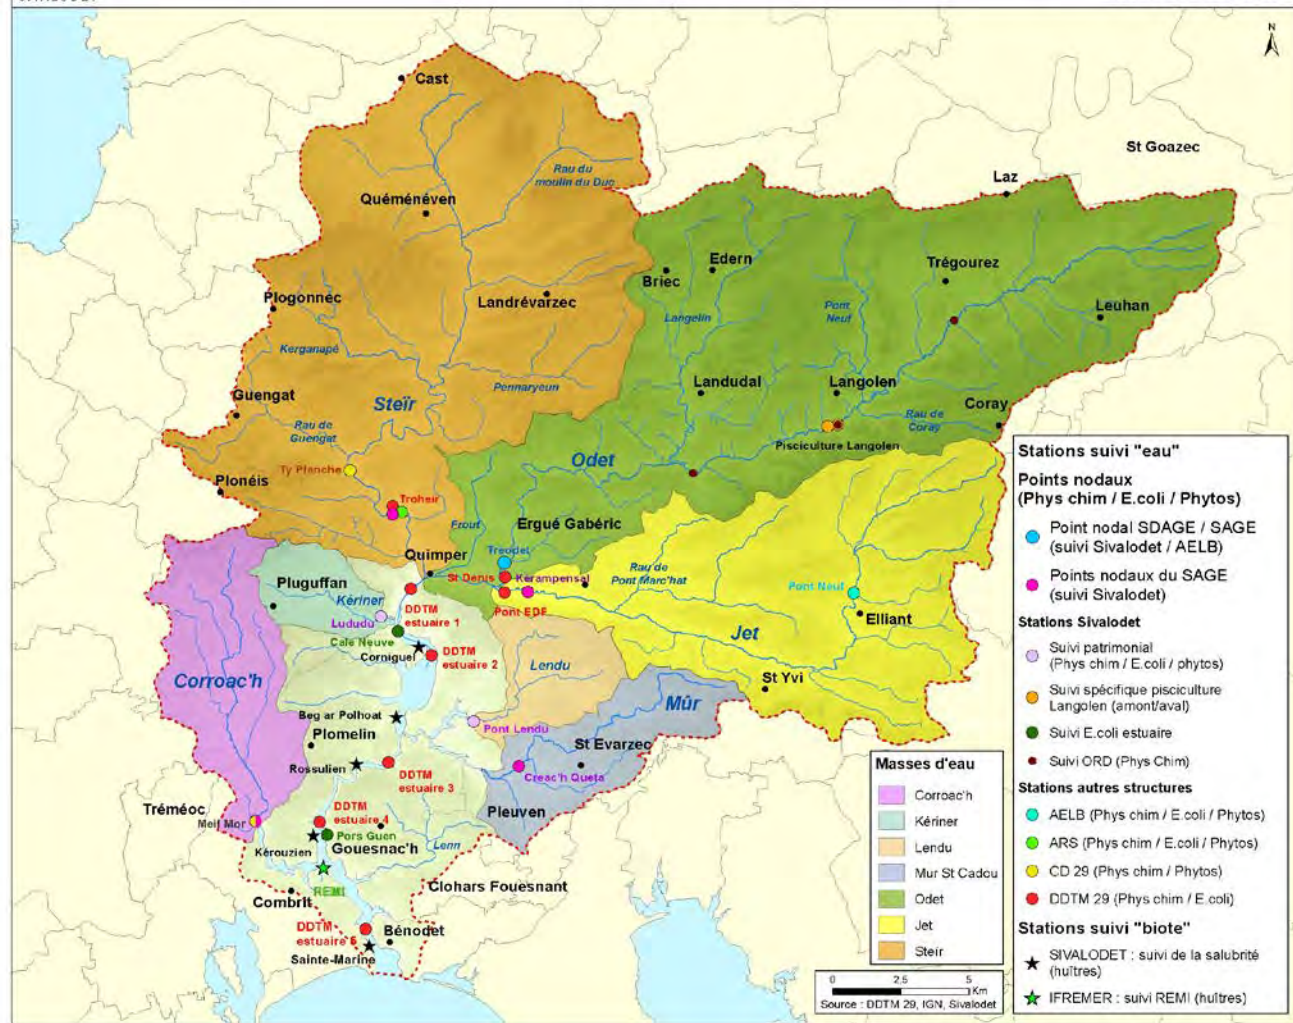 N
Cast
St Goazec
Rau du
moulin du Duc
Laz
Quéménéven
Edern
Trégourez
Briec
Plogonnec
Landrévarzec
Langelin
Pont
Neuf
Leuhan
Kerganapé
Pennaryeun
Landudal
Langolen
Guengat
Steïr
Rau de
Guengat
Rau de
Coray
Coray
Pisciculture Langolen
Ty Planche
Odet
Plonéis
Troheir
Ergué Gabéric
Frout
Quimper
Treodet
St Denis
Kérampensal
Rau de
Pont Marc'hat
Pont Neuf
Pluguffan
Kériner
Pont EDF
DDTM
estuaire 1
Elliant
Lududu
Cale Neuve
Jet
Corniguel
DDTM
estuaire 2
Lendu
Corroac'h
St Yvi
Mûr
Beg ar Polhoat
Pont Lendu
Plomelin
St Evarzec
Rossulien
DDTM
estuaire 3
Creac'h Queta
Tréméoc
DDTM
estuaire 4
Pleuven
Meil Mor
Pors Guen
Kérouzien
Gouesnac'h
Lenn
REMI
Clohars Fouesnant
Combrit
DDTM
estuaire 5
Bénodet
Sainte-Marine
Masses d'eau
Corroac'h
Kériner
Lendu
Mur St Cadou
Odet
Jet
Steïr
0 2,5 5
Km
Source : DDTM 29, IGN, Sivalodet
Stations suivi "eau"
Points nodaux
(Phys chim / E.coli / Phytos)
Point nodal SDAGE / SAGE
(suivi Sivalodet / AELB)
Points nodaux du SAGE
(suivi Sivalodet)
Stations Sivalodet
Suivi patrimonial
(Phys chim / E.coli / phytos)
Suivi spécifique pisciculture
Langolen (amont/aval)
Suivi E.coli estuaire
Suivi ORD (Phys Chim)
Stations autres structures
AELB (Phys chim / E.coli / Phytos)
ARS (Phys chim / E.coli / Phytos)
CD 29 (Phys chim / Phytos)
DDTM 29 (Phys chim / E.coli)
Stations suivi "biote"
SIVALODET : suivi de la salubrité
(huîtres)
IFREMER : suivi REMI (huîtres)